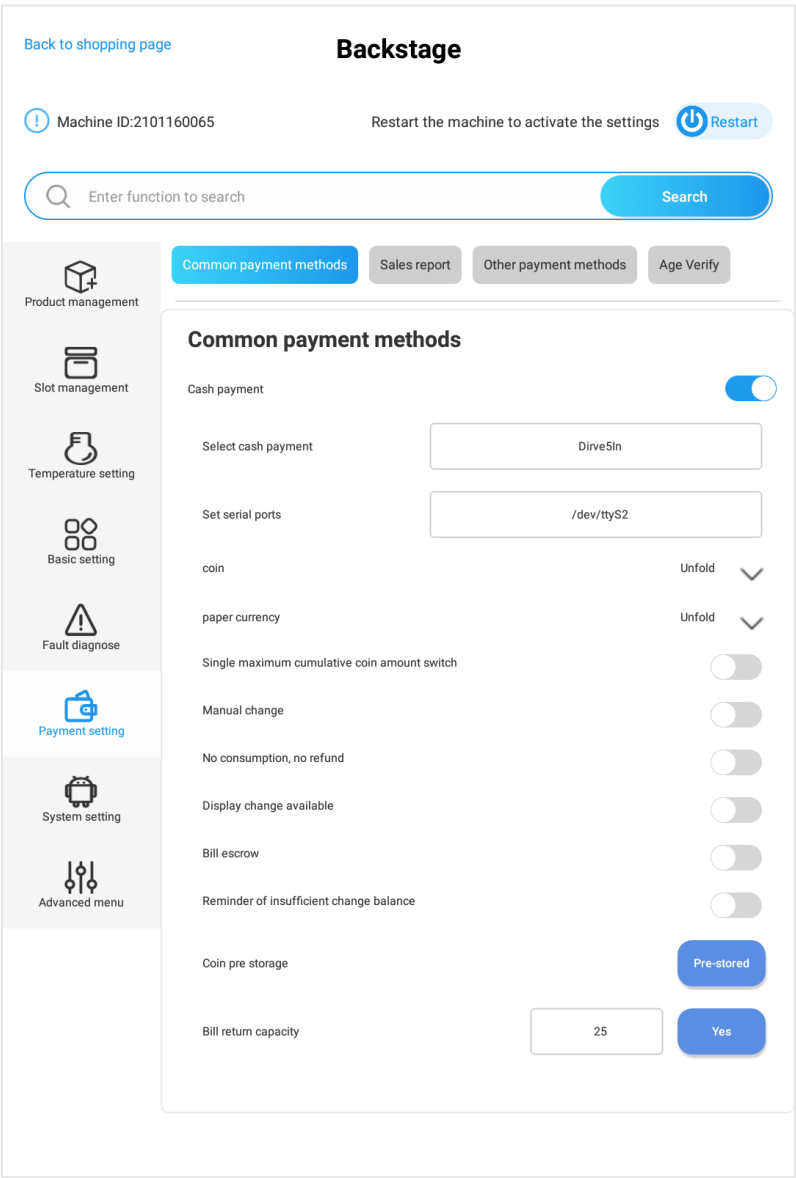 Back to shopping page
Backstage
Machine ID:2101160065
Restart the machine to activate the settings
Restart
Enter function to search
Search
Product management
Slot management
Temperature setting
Basic setting
Fault diagnose
Payment setting
System setting
Advanced menu
Common payment methods
Sales report
Other payment methods
Age Verify
Common payment methods
Cash payment
Select cash payment
Dirve5In
Set serial ports
/dev/ttyS2
coin
Unfold
paper currency
Unfold
Single maximum cumulative coin amount switch
Manual change
No consumption, no refund
Display change available
Bill escrow
Reminder of insufficient change balance
Coin pre storage
Pre-stored
Bill return capacity
25
Yes